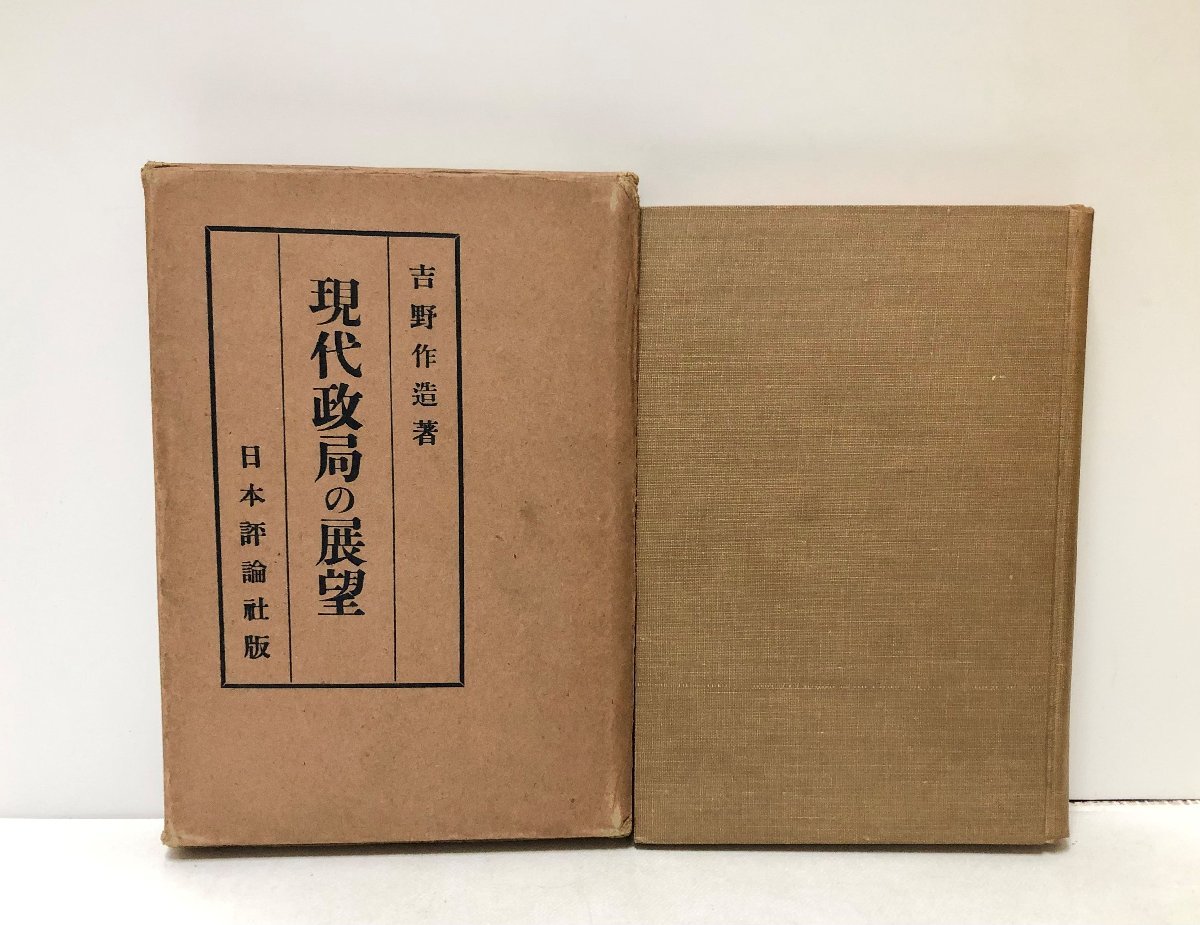 吉野作造著
現代政局の展望
日本評論社版